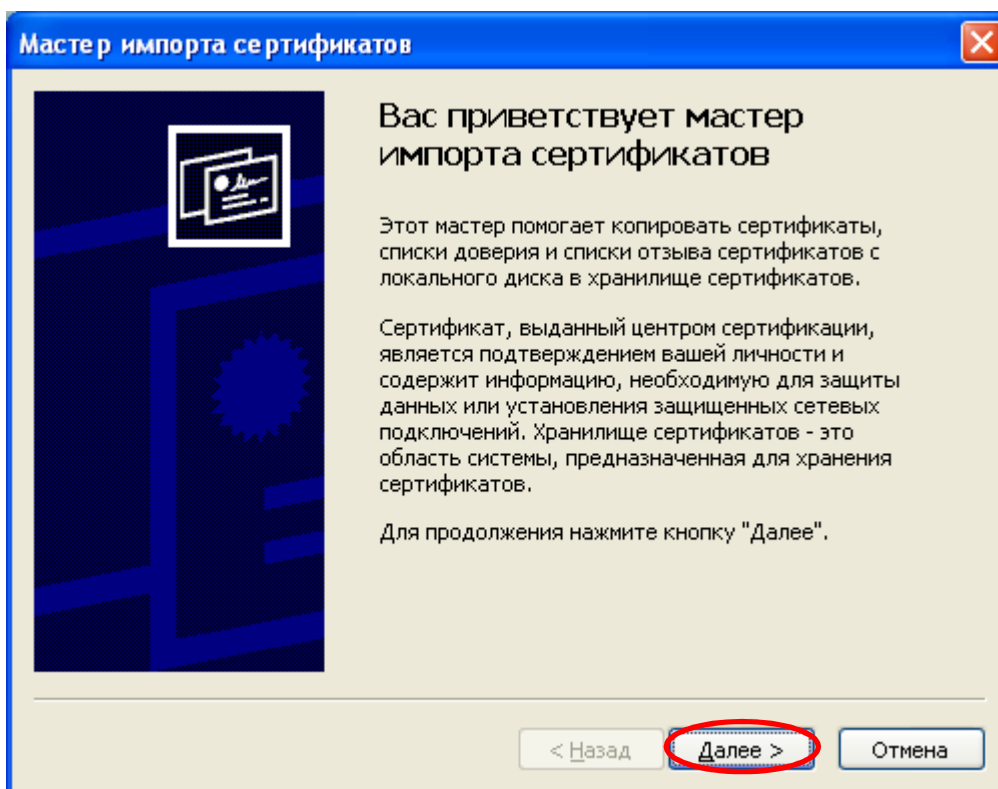 Мастер импорта сертификатов
Вас приветствует мастер
импорта сертификатов
Этот мастер помогает копировать сертификаты,
списки доверия и списки отзыва сертификатов с
локального диска в хранилище сертификатов.
Сертификат, выданный центром сертификации,
является подтверждением вашей личности и
содержит информацию, необходимую для защиты
данных или установления защищенных сетевых
подключений. Хранилище сертификатов - это
область системы, предназначенная для хранения
сертификатов.
Для продолжения нажмите кнопку "Далее".
< Назад Далее > Отмена